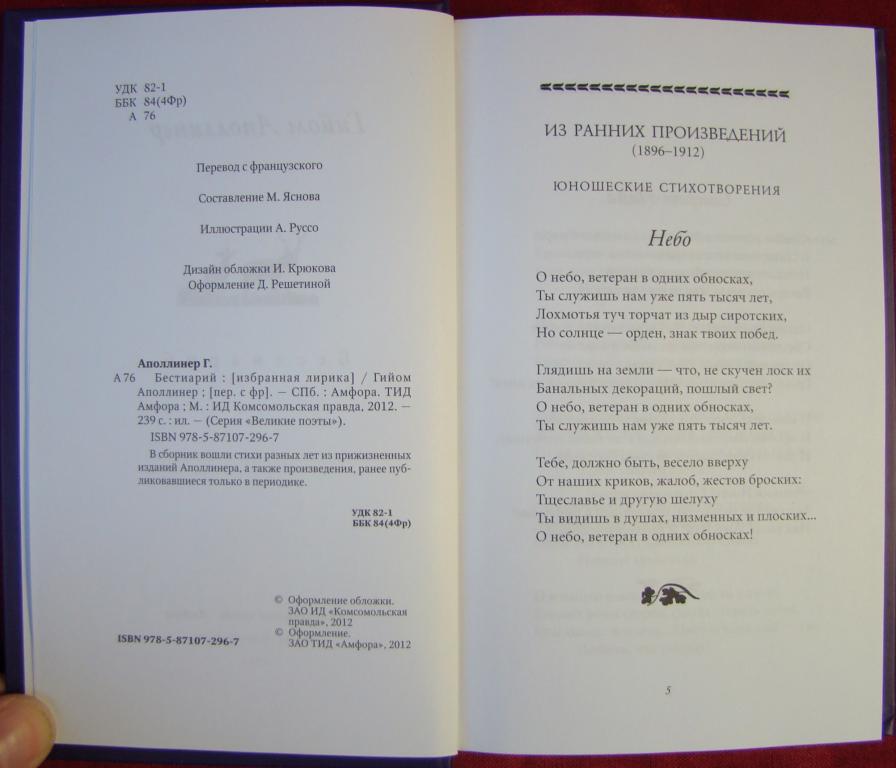 УДК 82-1
ББК 84(4Фр)
А 76
Перевод с французского
Составление М. Яснова
Иллюстрации А. Руссо
Дизайн обложки И. Крюкова
Оформление Д. Решетиной
Аполлинер Г.
А 76 Бестиарий : [избранная лирика] / Гийом
Аполлинер ; [пер. с фр]. — СПб. : Амфора. ТИД
Амфора ; М. : ИД Комсомольская правда, 2012. —
239 с. : ил. — (Серия «Великие поэты»).
ISBN 978-5-87107-296-7
В сборник вошли стихи разных лет из прижизненных
изданий Аполлинера, а также произведения, ранее пуб-
ликовавшиеся только в периодике.
УДК 82-1
ББК 84(4Фр)
© Оформление обложки.
ЗАО ИД «Комсомольская
правда», 2012
© Оформление.
ЗАО ТИД «Амфора», 2012
ISBN 978-5-87107-296-7
ИЗ РАННИХ ПРОИЗВЕДЕНИЙ
(1896–1912)
ЮНОШЕСКИЕ СТИХОТВОРЕНИЯ
Небо
О небо, ветеран в одних обносках,
Ты служишь нам уже пять тысяч лет,
Лохмотья туч торчат из дыр сиротских,
Но солнце — орден, знак твоих побед.
Глядишь на земли — что, не скучен лоск их
Банальных декораций, пошлый свет?
О небо, ветеран в одних обносках,
Ты служишь нам уже пять тысяч лет.
Тебе, должно быть, весело вверху
От наших криков, жалоб, жестов броских:
Тщеславье и другую шелуху
Ты видишь в душах, низменных и плоских...
О небо, ветеран в одних обносках!
5